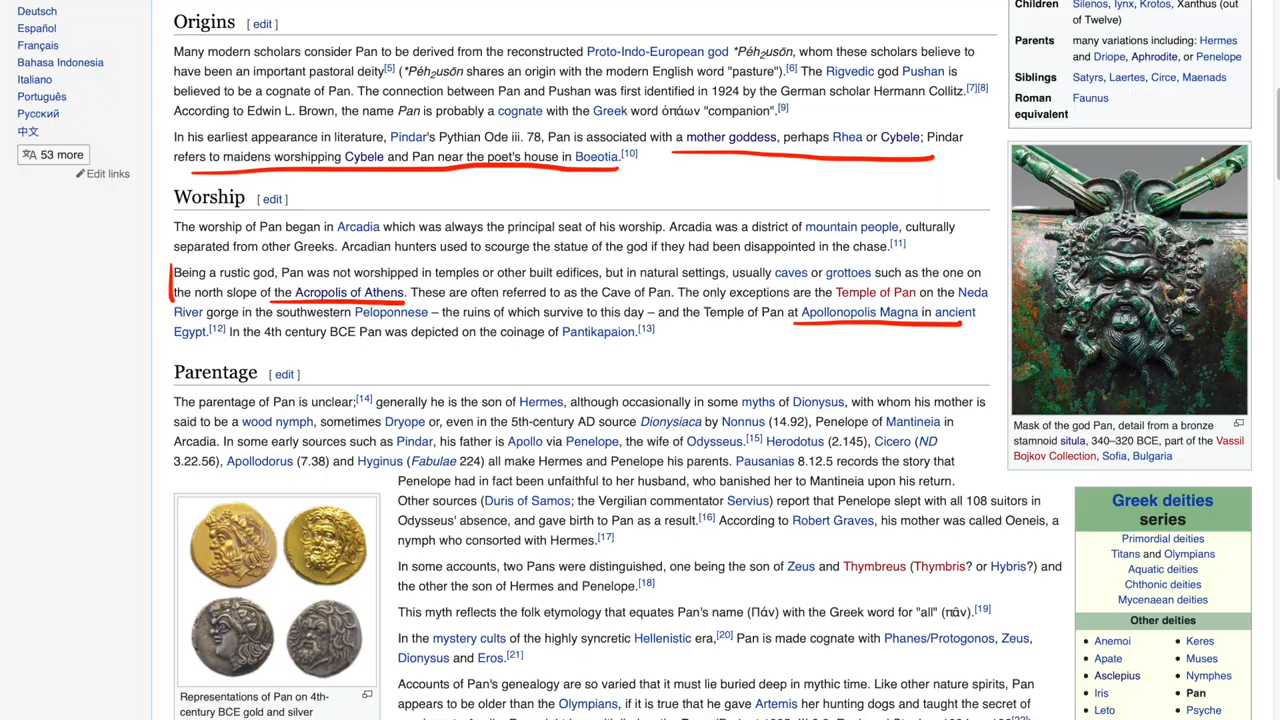 Deutsch
Español
Français
Bahasa Indonesia
Italiano
Português
Русский
中文
53 more
Edit links
Origins [ edit ]
Many modern scholars consider Pan to be derived from the reconstructed Proto-Indo-European god *Péh₂usōn, whom these scholars believe to
have been an important pastoral deity[5] (*Péh₂usōn shares an origin with the modern English word "pasture").[6] The Rigvedic god Pushan is
believed to be a cognate of Pan. The connection between Pan and Pushan was first identified in 1924 by the German scholar Hermann Collitz.[7][8]
According to Edwin L. Brown, the name Pan is probably a cognate with the Greek word ὀπάων "companion".[9]
In his earliest appearance in literature, Pindar's Pythian Ode iii. 78, Pan is associated with a mother goddess, perhaps Rhea or Cybele; Pindar
refers to maidens worshipping Cybele and Pan near the poet's house in Boeotia.[10]
Worship [ edit ]
The worship of Pan began in Arcadia which was always the principal seat of his worship. Arcadia was a district of mountain people, culturally
separated from other Greeks. Arcadian hunters used to scourge the statue of the god if they had been disappointed in the chase.[11]
Being a rustic god, Pan was not worshipped in temples or other built edifices, but in natural settings, usually caves or grottoes such as the one on
the north slope of the Acropolis of Athens. These are often referred to as the Cave of Pan. The only exceptions are the Temple of Pan on the Neda
River gorge in the southwestern Peloponnese – the ruins of which survive to this day – and the Temple of Pan at Apollonopolis Magna in ancient
Egypt.[12] In the 4th century BCE Pan was depicted on the coinage of Pantikapaion.[13]
Parentage [ edit ]
The parentage of Pan is unclear;[14] generally he is the son of Hermes, although occasionally in some myths of Dionysus, with whom his mother is
said to be a wood nymph, sometimes Dryope or, even in the 5th-century AD source Dionysiaca by Nonnus (14.92), Penelope of Mantineia in
Arcadia. In some early sources such as Pindar, his father is Apollo via Penelope, the wife of Odysseus.[15] Herodotus (2.145), Cicero (ND
3.22.56), Apollodorus (7.38) and Hyginus (Fabulae 224) all make Hermes and Penelope his parents. Pausanias 8.12.5 records the story that
Penelope had in fact been unfaithful to her husband, who banished her to Mantineia upon his return.
Other sources (Duris of Samos; the Vergilian commentator Servius) report that Penelope slept with all 108 suitors in
Odysseus' absence, and gave birth to Pan as a result.[16] According to Robert Graves, his mother was called Oeneis, a
nymph who consorted with Hermes.[17]
In some accounts, two Pans were distinguished, one being the son of Zeus and Thymbreus (Thymbris? or Hybris?) and
the other the son of Hermes and Penelope.[18]
This myth reflects the folk etymology that equates Pan's name (Πάν) with the Greek word for "all" (πᾶν).[19]
In the mystery cults of the highly syncretic Hellenistic era,[20] Pan is made cognate with Phanes/Protogonos, Zeus,
Dionysus and Eros.[21]
Accounts of Pan's genealogy are so varied that it must lie buried deep in mythic time. Like other nature spirits, Pan
appears to be older than the Olympians, if it is true that he gave Artemis her hunting dogs and taught the secret of
Representations of Pan on 4th-
century BCE gold and silver
Children Silenos, Iynx, Krotos, Xanthus (out
of Twelve)
Parents many variations including: Hermes
and Driope, Aphrodite, or Penelope
Siblings Satyrs, Laertes, Circe, Maenads
Roman Faunus
equivalent
Mask of the god Pan, detail from a bronze
stamnoid situla, 340–320 BCE, part of the Vassil
Bojkov Collection, Sofia, Bulgaria
Greek deities
series
Primordial deities
Titans and Olympians
Aquatic deities
Chthonic deities
Mycenaean deities
Other deities
Anemoi Keres
Apate Muses
Asclepius Nymphes
Iris Pan
Leto Psyche